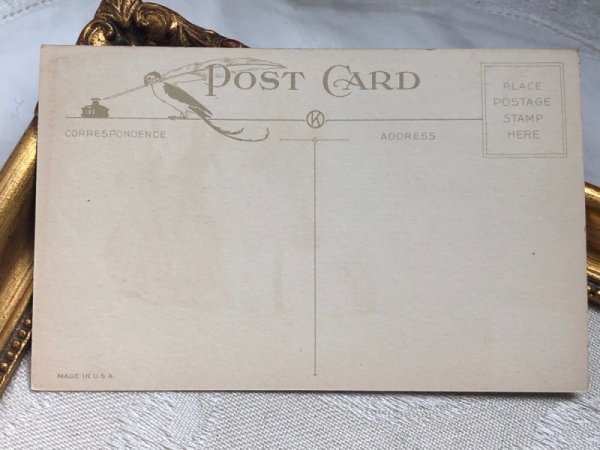 POST CARD
PLACE
POSTAGE
STAMP
HERE
K
CORRESPONDENCE
ADDRESS
MADE IN U.S.A.